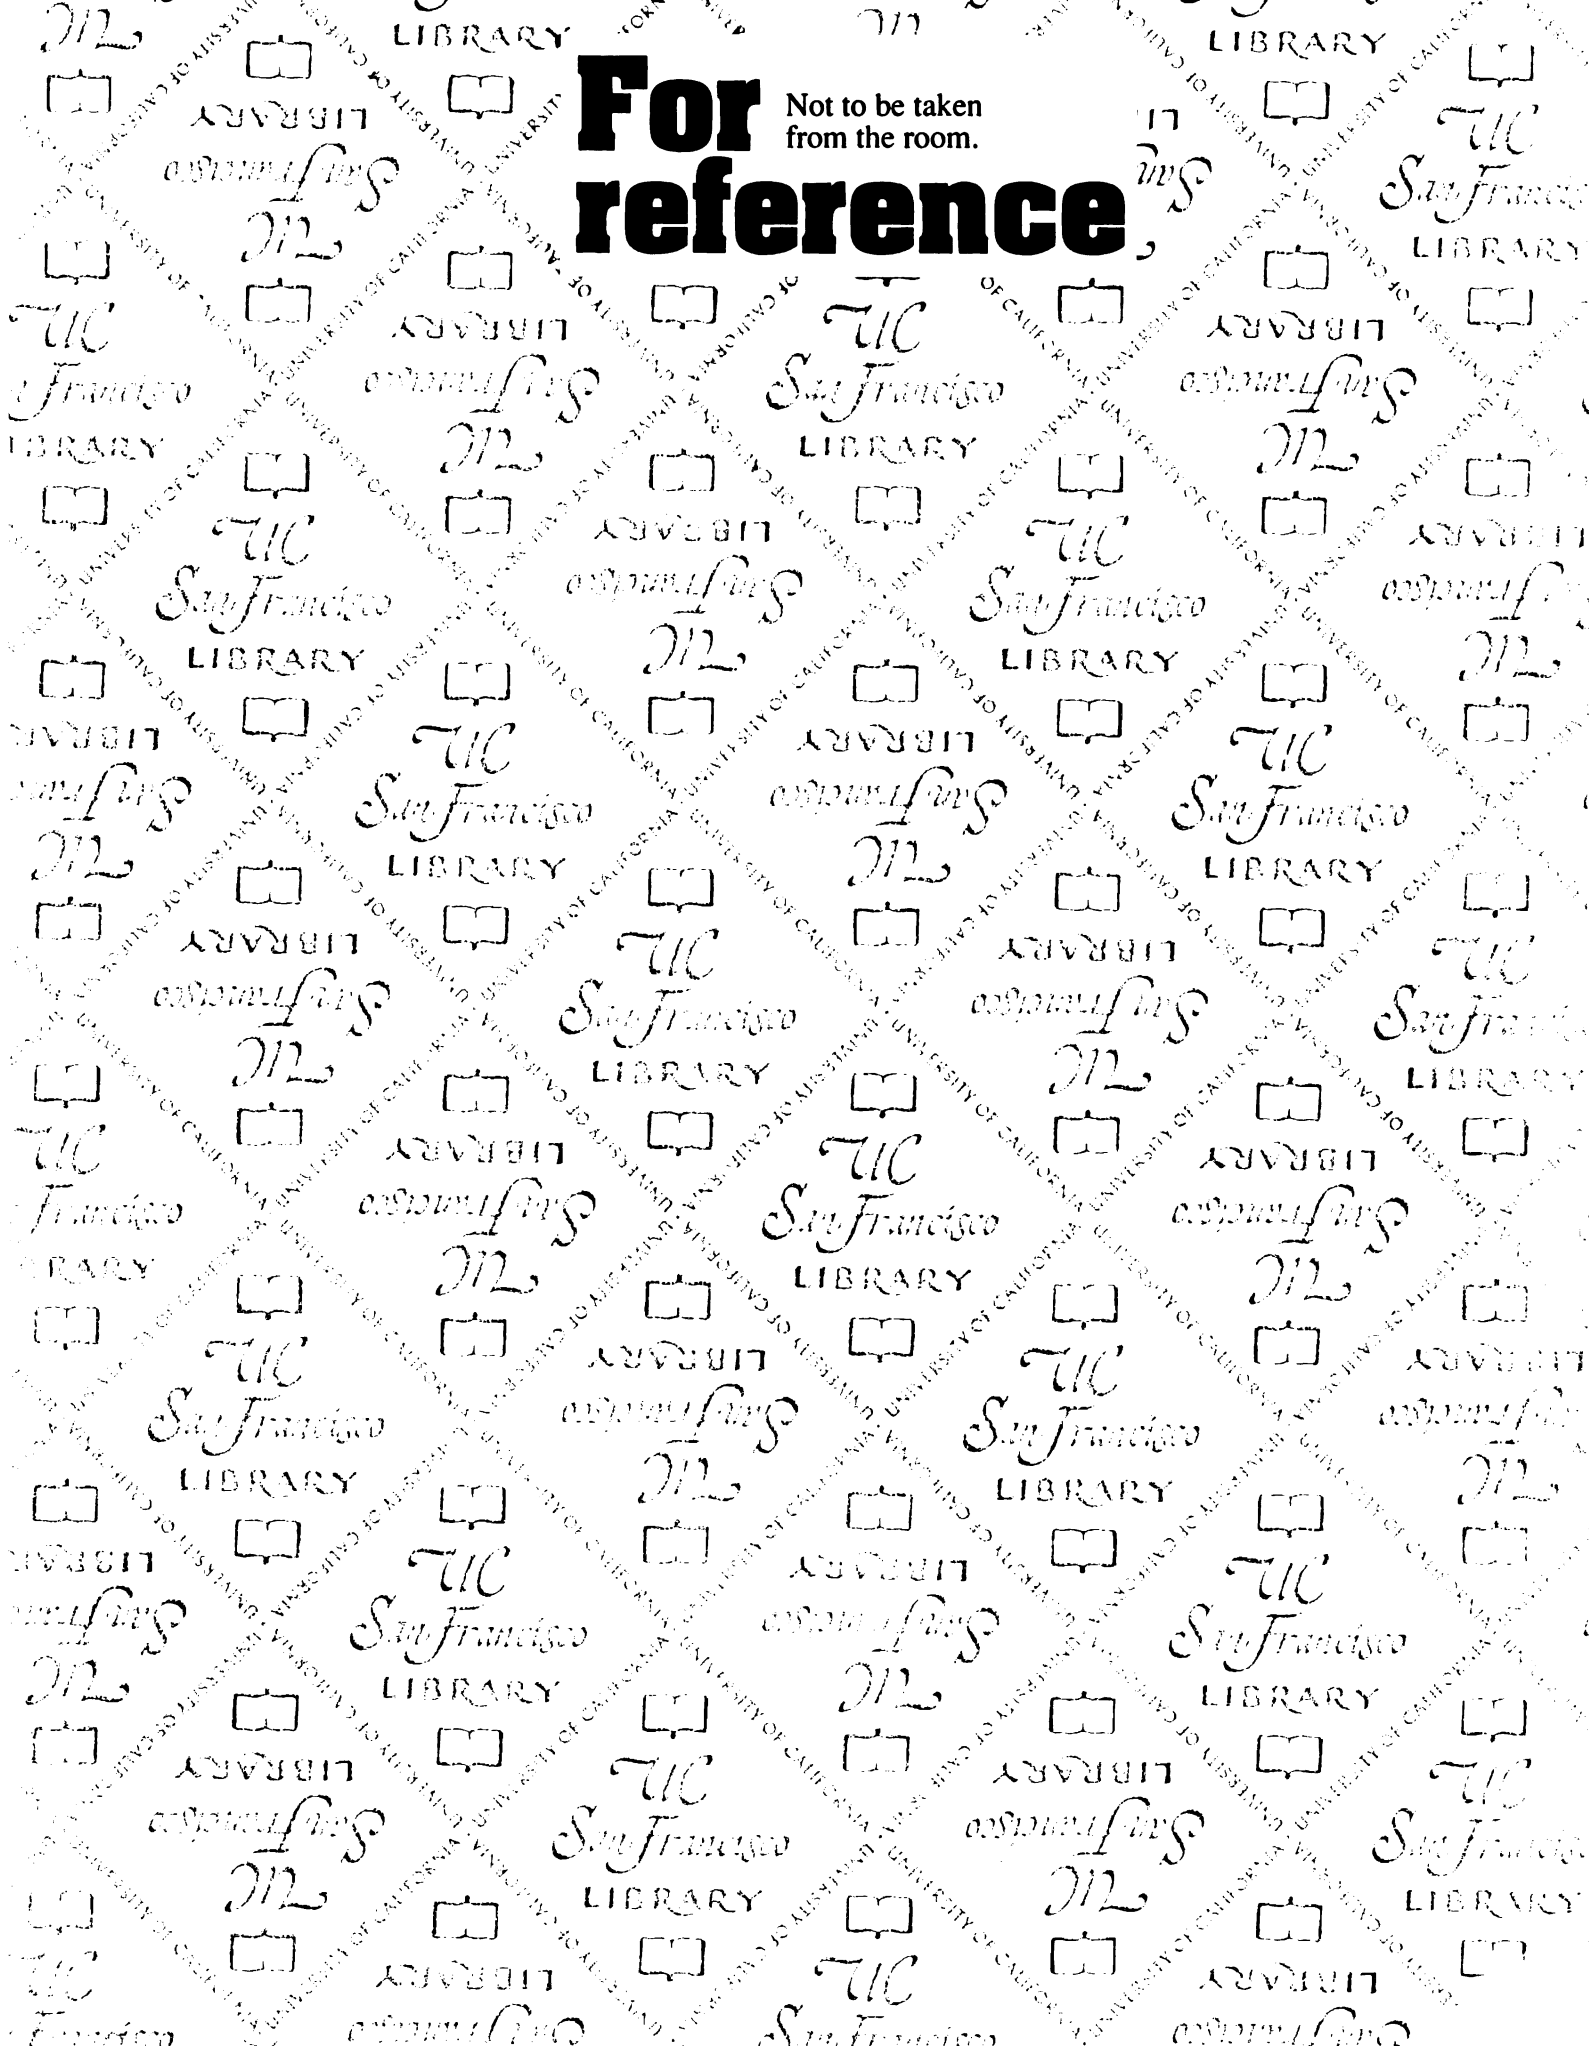 For
Not to be taken
from the room.
reference
UC
San Francisco
LIBRARY
UNIVERSITY OF CALIFORNIA